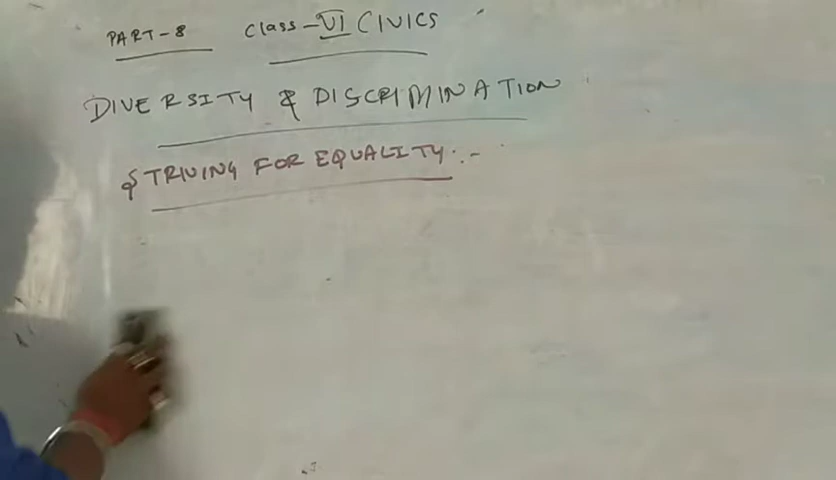 PART-8 Class-VI CIVICS
DIVERSITY & DISCRIMINATION
STRIVING FOR EQUALITY:-